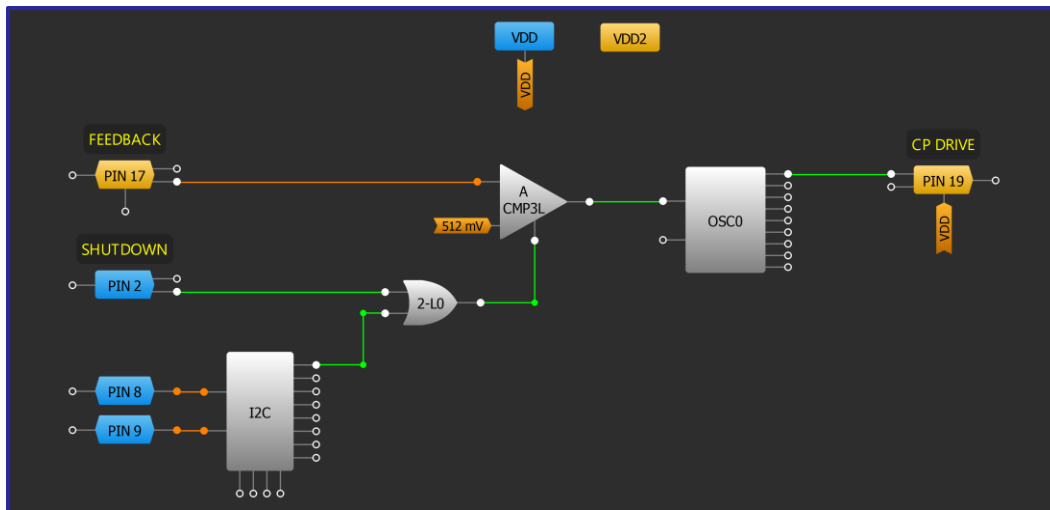 VDD
VDD2
VDD
FEEDBACK
PIN 17
CP DRIVE
PIN 19
A
CMP3L
512 mV
OSC0
VDD
SHUTDOWN
PIN 2
2-L0
PIN 8
PIN 9
I2C